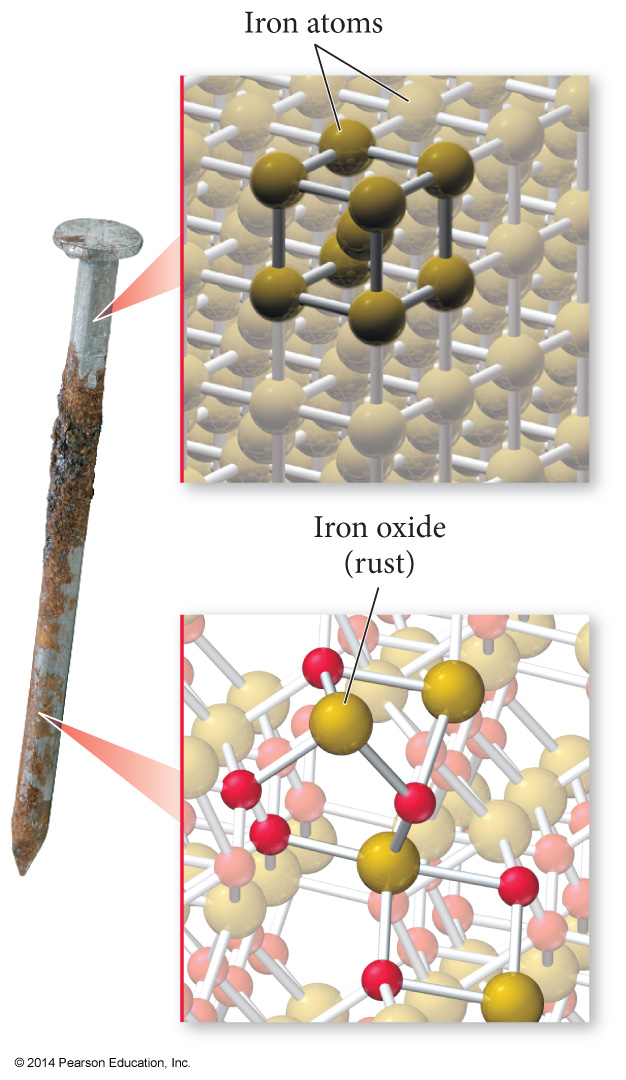 Iron atoms
Iron oxide
(rust)
© 2014 Pearson Education, Inc.